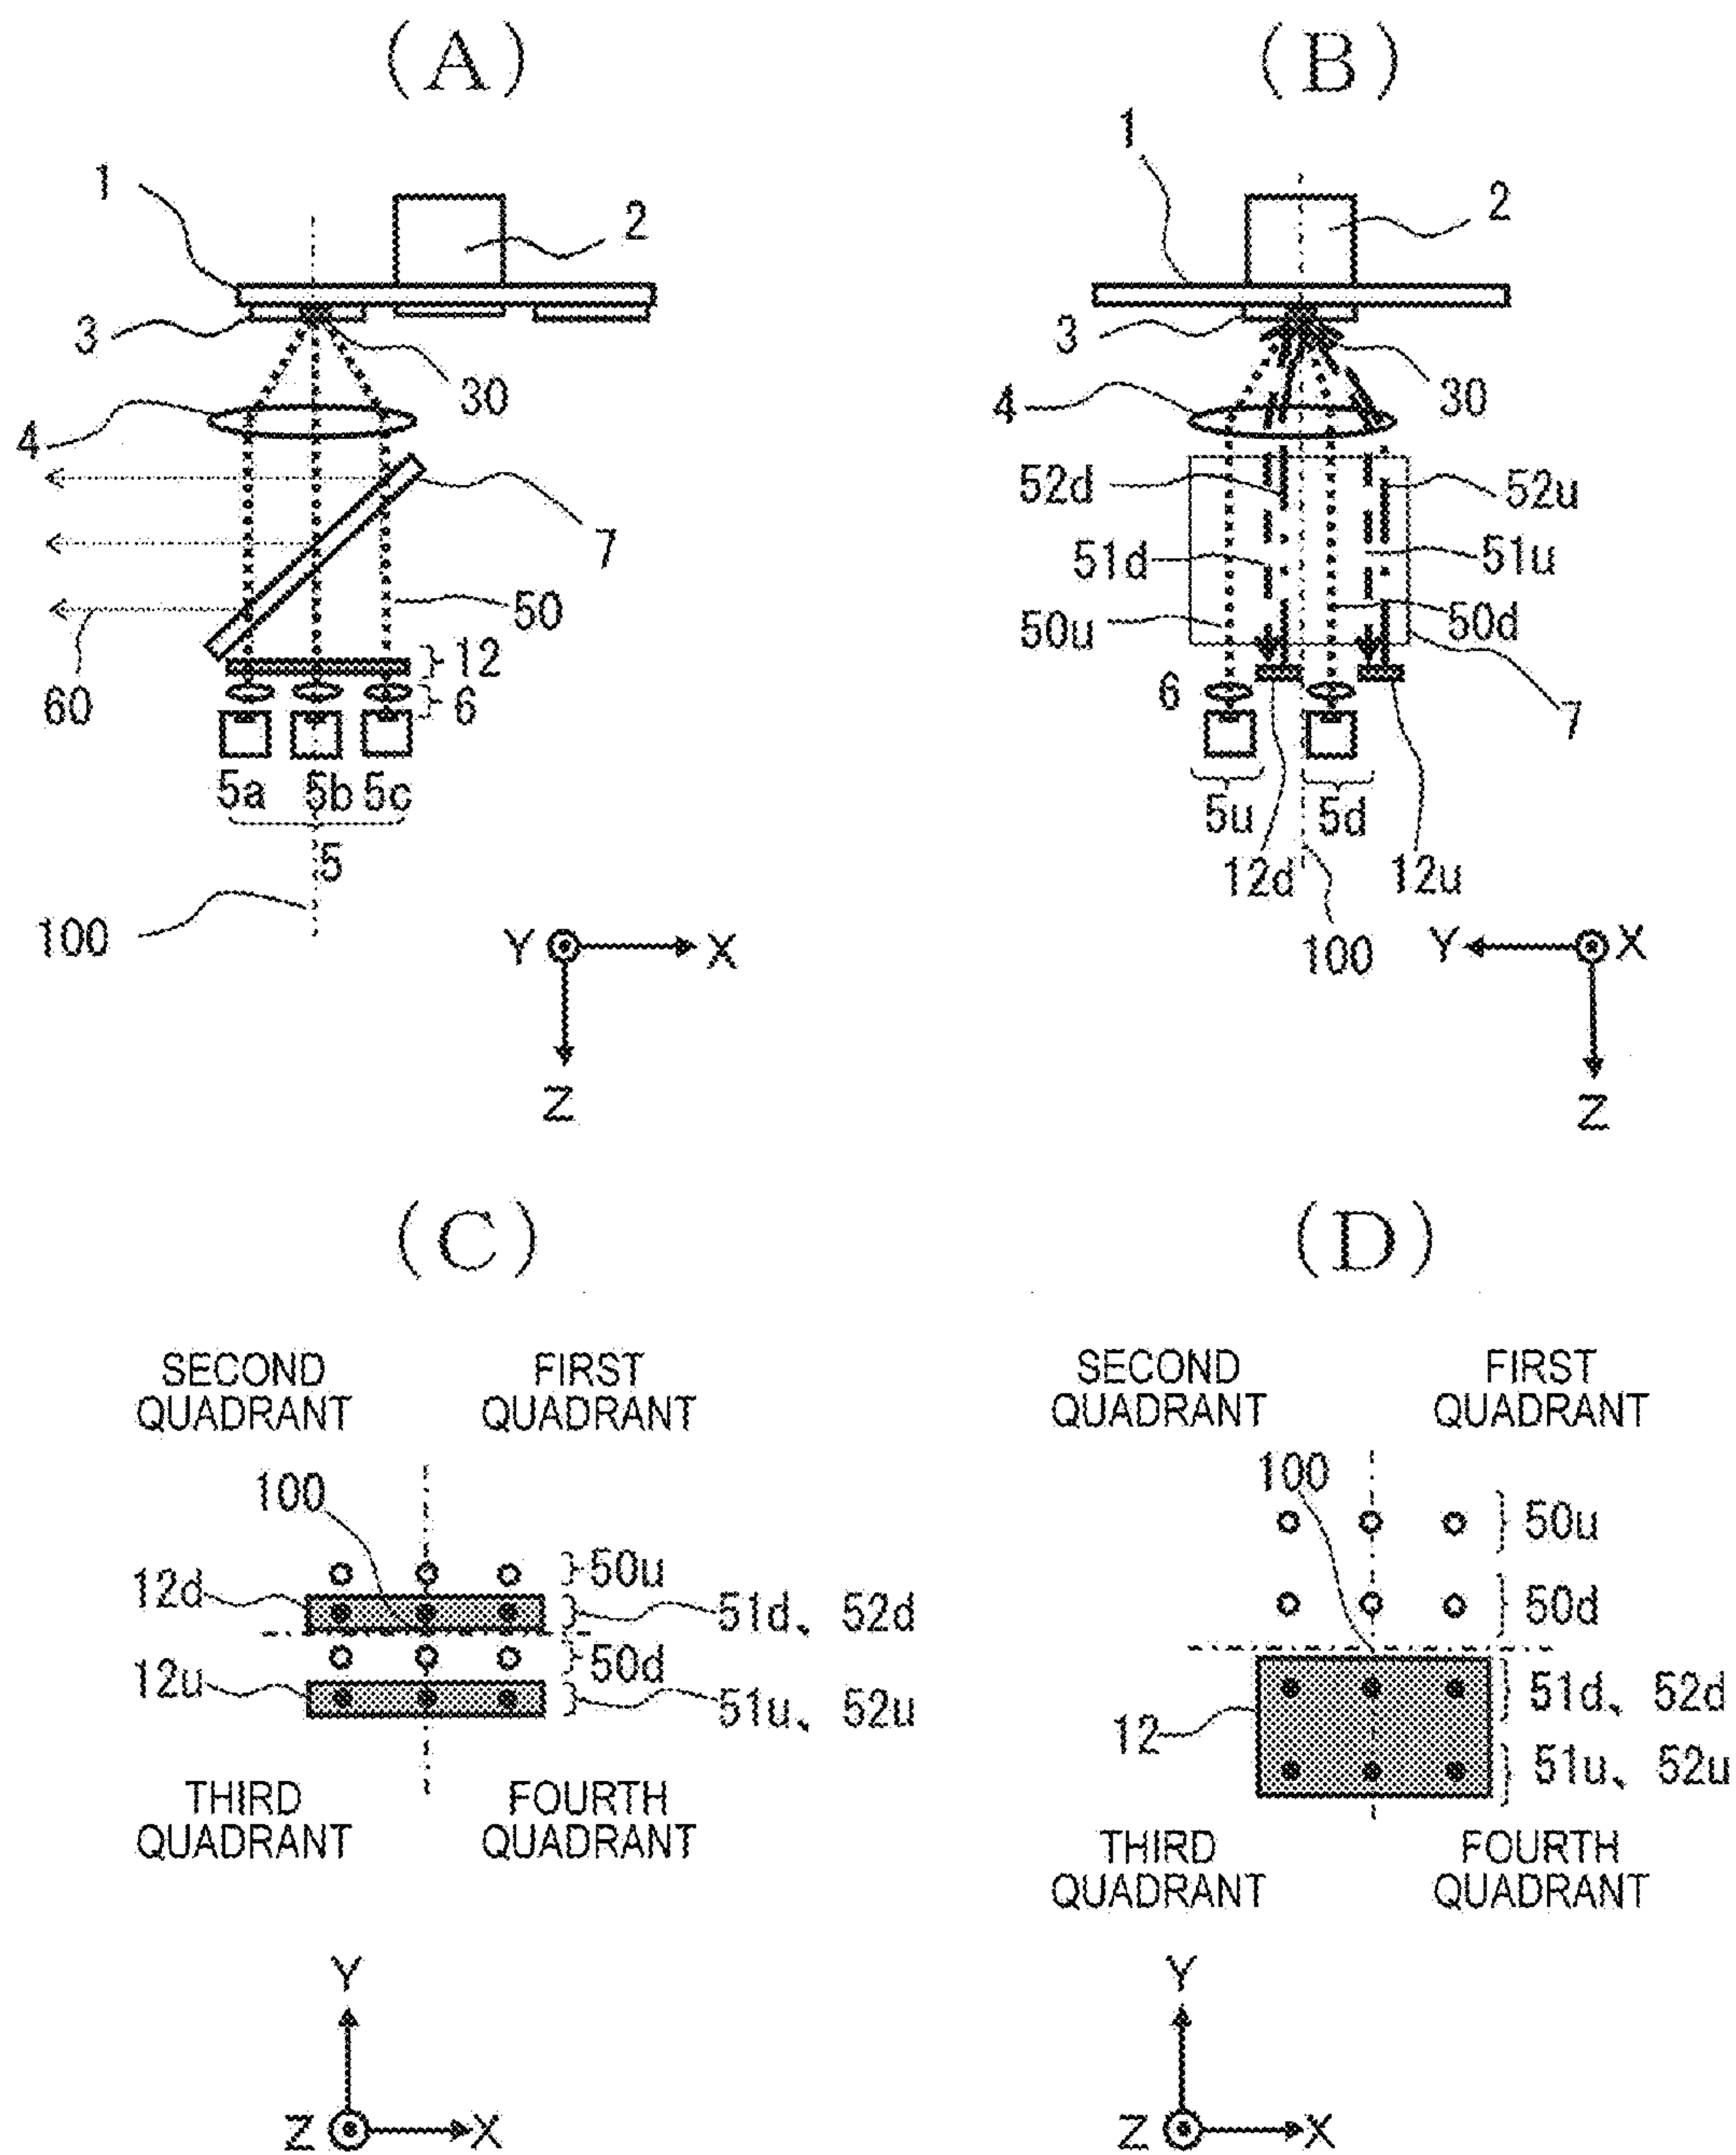 (A)
1
2
3
30
4
7
50
12
60
6
5a
5b
5c
5
100
Y
X
Z
(B)
1
2
3
30
4
52d
52u
51d
51u
50u
50d
6
7
5u
5d
12d
12u
100
Y
X
Z
(C)
SECOND
QUADRANT
FIRST
QUADRANT
100
50u
12d
51d、52d
50d
12u
51u、52u
THIRD
QUADRANT
FOURTH
QUADRANT
Y
Z
X
(D)
SECOND
QUADRANT
FIRST
QUADRANT
100
50u
50d
51d、52d
12
51u、52u
THIRD
QUADRANT
FOURTH
QUADRANT
Y
Z
X